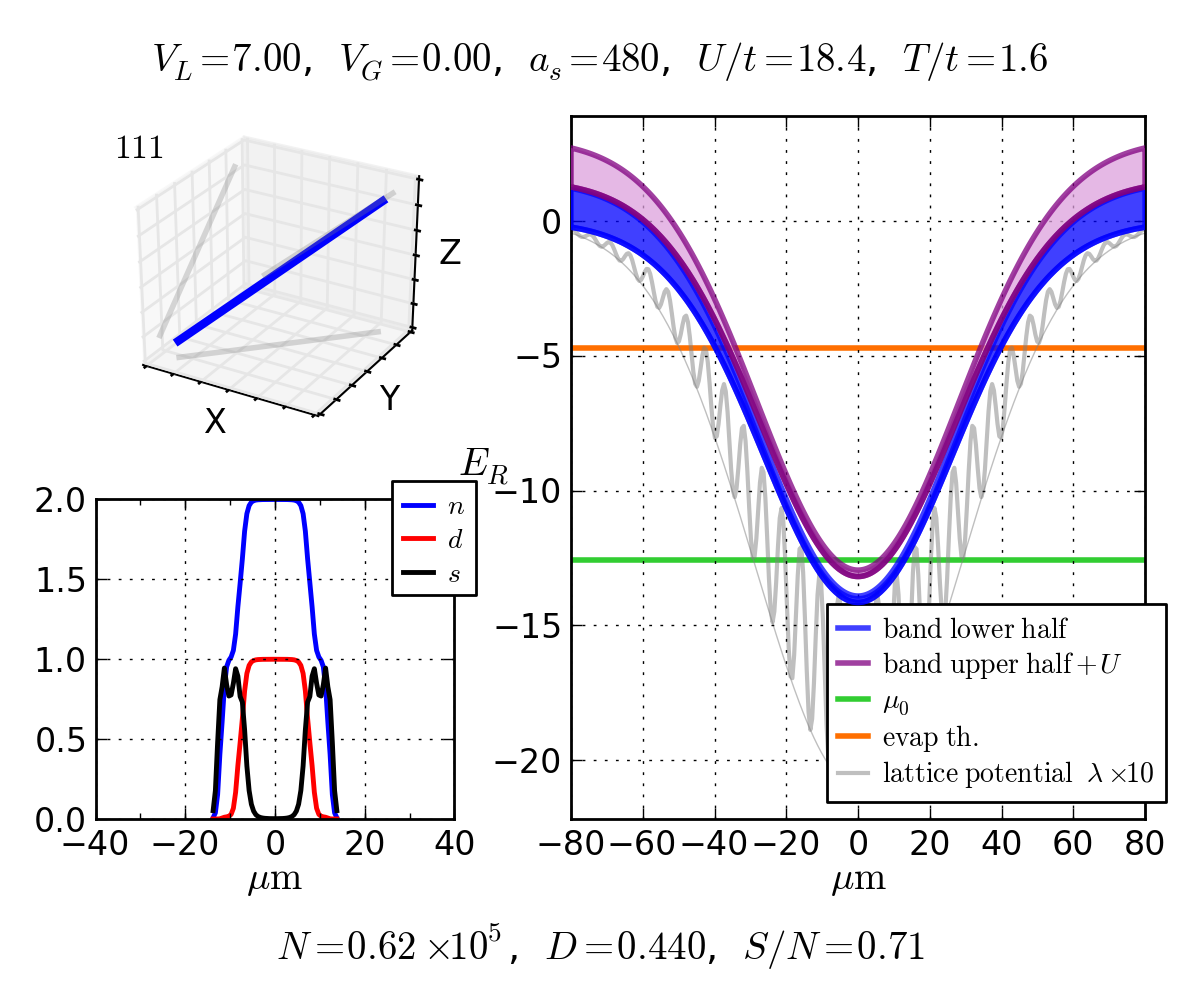 V_L=7.00, V_G=0.00, a_s=480, U/t=18.4, T/t=1.6
111
Z
Y
X
E_R
0
−5
−10
−15
−20
−80 −60 −40 −20 0 20 40 60 80
μm
band lower half
band upper half+U
μ_0
evap th.
lattice potential λ×10
2.0
1.5
1.0
0.5
0.0
−40 −20 0 20 40
μm
n
d
s
N=0.62×10^5, D=0.440, S/N=0.71